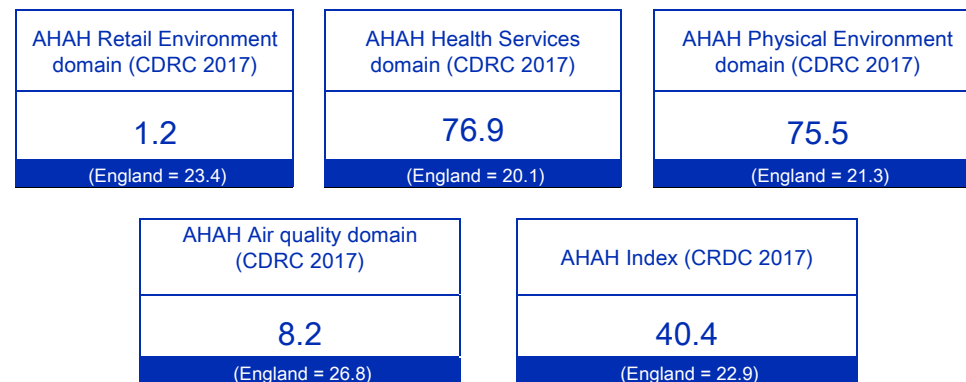 AHAH Retail Environment
domain (CDRC 2017)
1.2
(England = 23.4)
AHAH Health Services
domain (CDRC 2017)
76.9
(England = 20.1)
AHAH Physical Environment
domain (CDRC 2017)
75.5
(England = 21.3)
AHAH Air quality domain
(CDRC 2017)
8.2
(England = 26.8)
AHAH Index (CRDC 2017)
40.4
(England = 22.9)